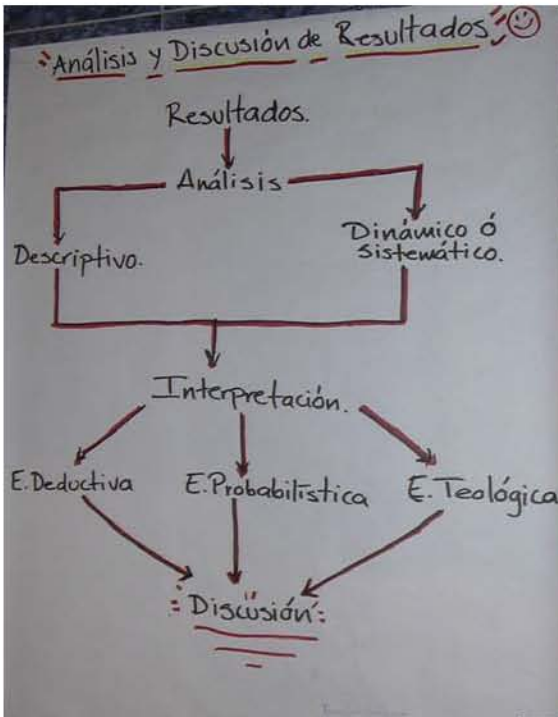 Análisis y Discusión de Resultados
Resultados.
Análisis
Descriptivo.
Dinámico ó
Sistemático.
Interpretación.
E. Deductiva
E. Probabilística
E. Teológica
Discusión